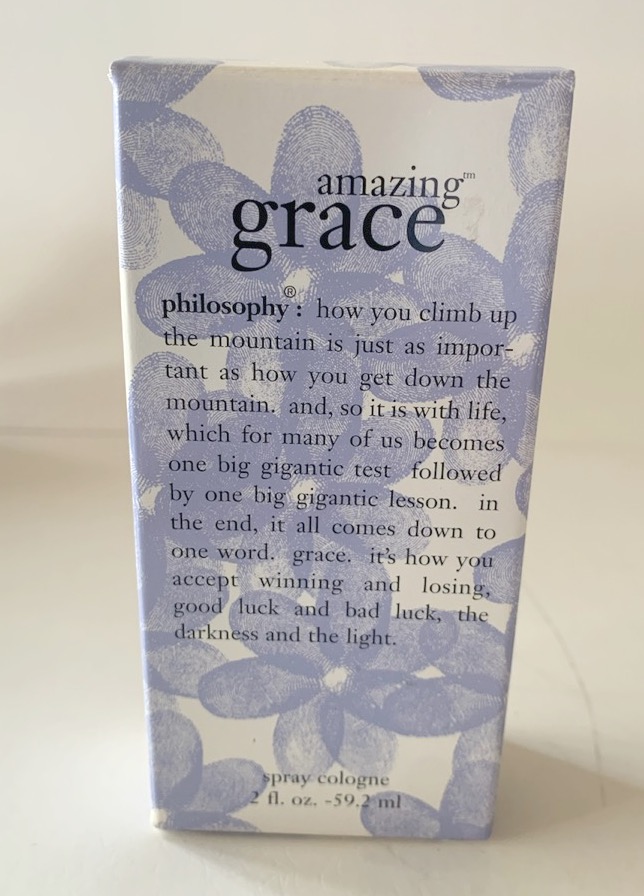 amazing™
grace
philosophy®: how you climb up
the mountain is just as impor-
tant as how you get down the
mountain. and, so it is with life,
which for many of us becomes
one big gigantic test followed
by one big gigantic lesson. in
the end, it all comes down to
one word. grace. it's how you
accept winning and losing,
good luck and bad luck, the
darkness and the light.
spray cologne
2 fl. oz. -59.2 ml